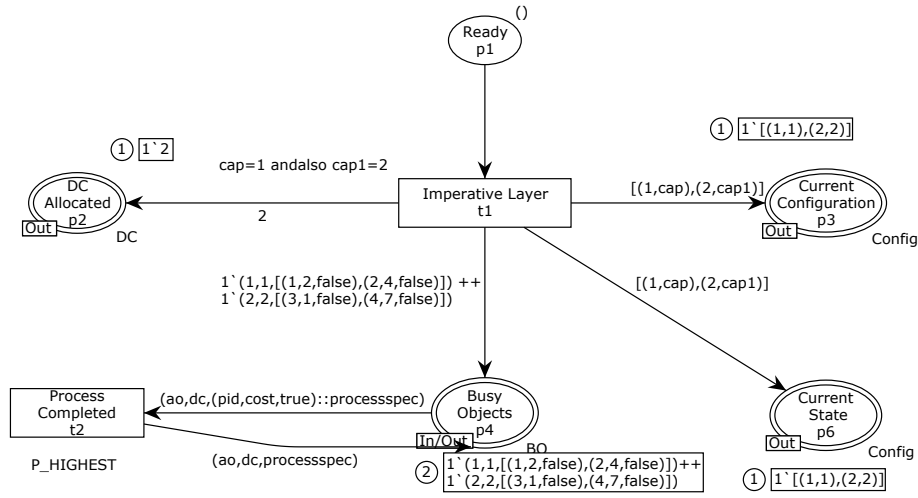 ()
Ready
p1
1 1`2
1 1`[(1,1),(2,2)]
cap=1 andalso cap1=2
DC
Allocated
p2
Out
DC
2
Imperative Layer
t1
[(1,cap),(2,cap1)]
Current
Configuration
p3
Out
Config
1`(1,1,[(1,2,false),(2,4,false)]) ++
1`(2,2,[(3,1,false),(4,7,false)])
[(1,cap),(2,cap1)]
Process
Completed
t2
P_HIGHEST
(ao,dc,(pid,cost,true)::processspec)
(ao,dc,processspec)
Busy
Objects
p4
In/Out
BO
2 1`(1,1,[(1,2,false),(2,4,false)])++
1`(2,2,[(3,1,false),(4,7,false)])
Current
State
p6
Out
Config
1 1`[(1,1),(2,2)]